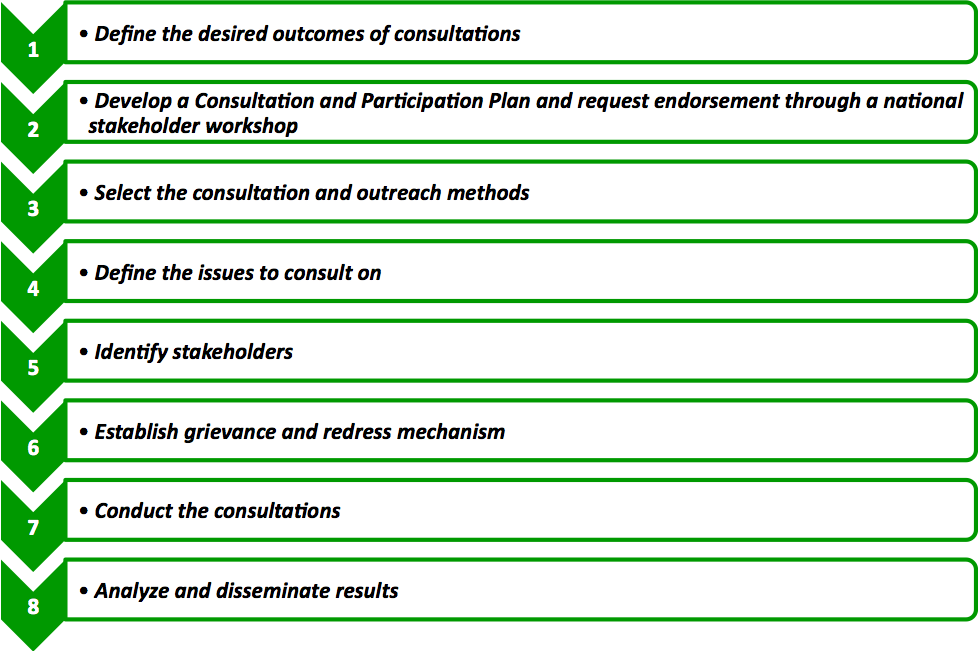 1
• Define the desired outcomes of consultations
2
• Develop a Consultation and Participation Plan and request endorsement through a national
stakeholder workshop
3
• Select the consultation and outreach methods
4
• Define the issues to consult on
5
• Identify stakeholders
6
• Establish grievance and redress mechanism
7
• Conduct the consultations
8
• Analyze and disseminate results